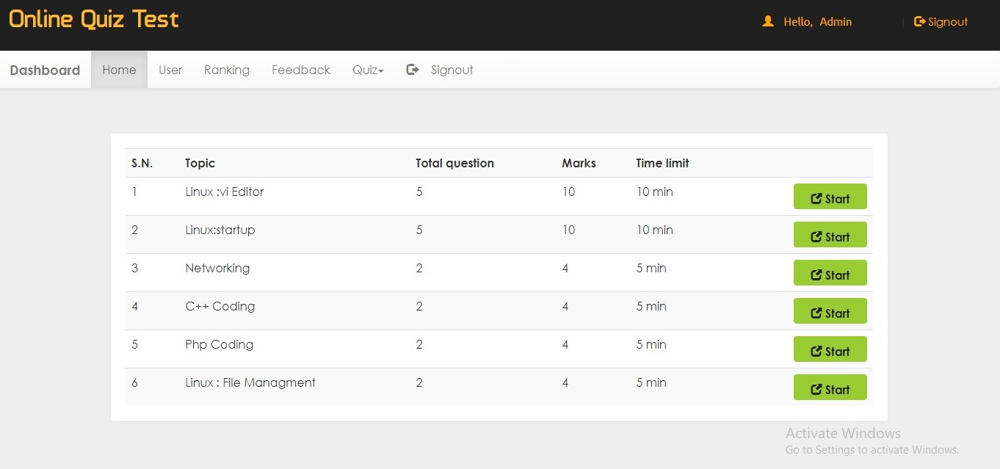 Online Quiz Test
Hello, Admin
Signout
Dashboard Home User Ranking Feedback Quiz Signout
S.N. Topic Total question Marks Time limit
1 Linux :vi Editor 5 10 10 min Start
2 Linux:startup 5 10 10 min Start
3 Networking 2 4 5 min Start
4 C++ Coding 2 4 5 min Start
5 Php Coding 2 4 5 min Start
6 Linux : File Managment 2 4 5 min Start
Activate Windows
Go to Settings to activate Windows.